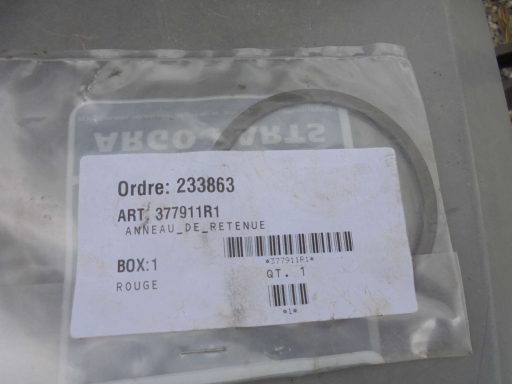 ARGO PARTS
Ordre: 233863
ART. 377911R1
ANNEAU_DE_RETENUE
*377911R1*
BOX:1
QT. 1
ROUGE
*1*